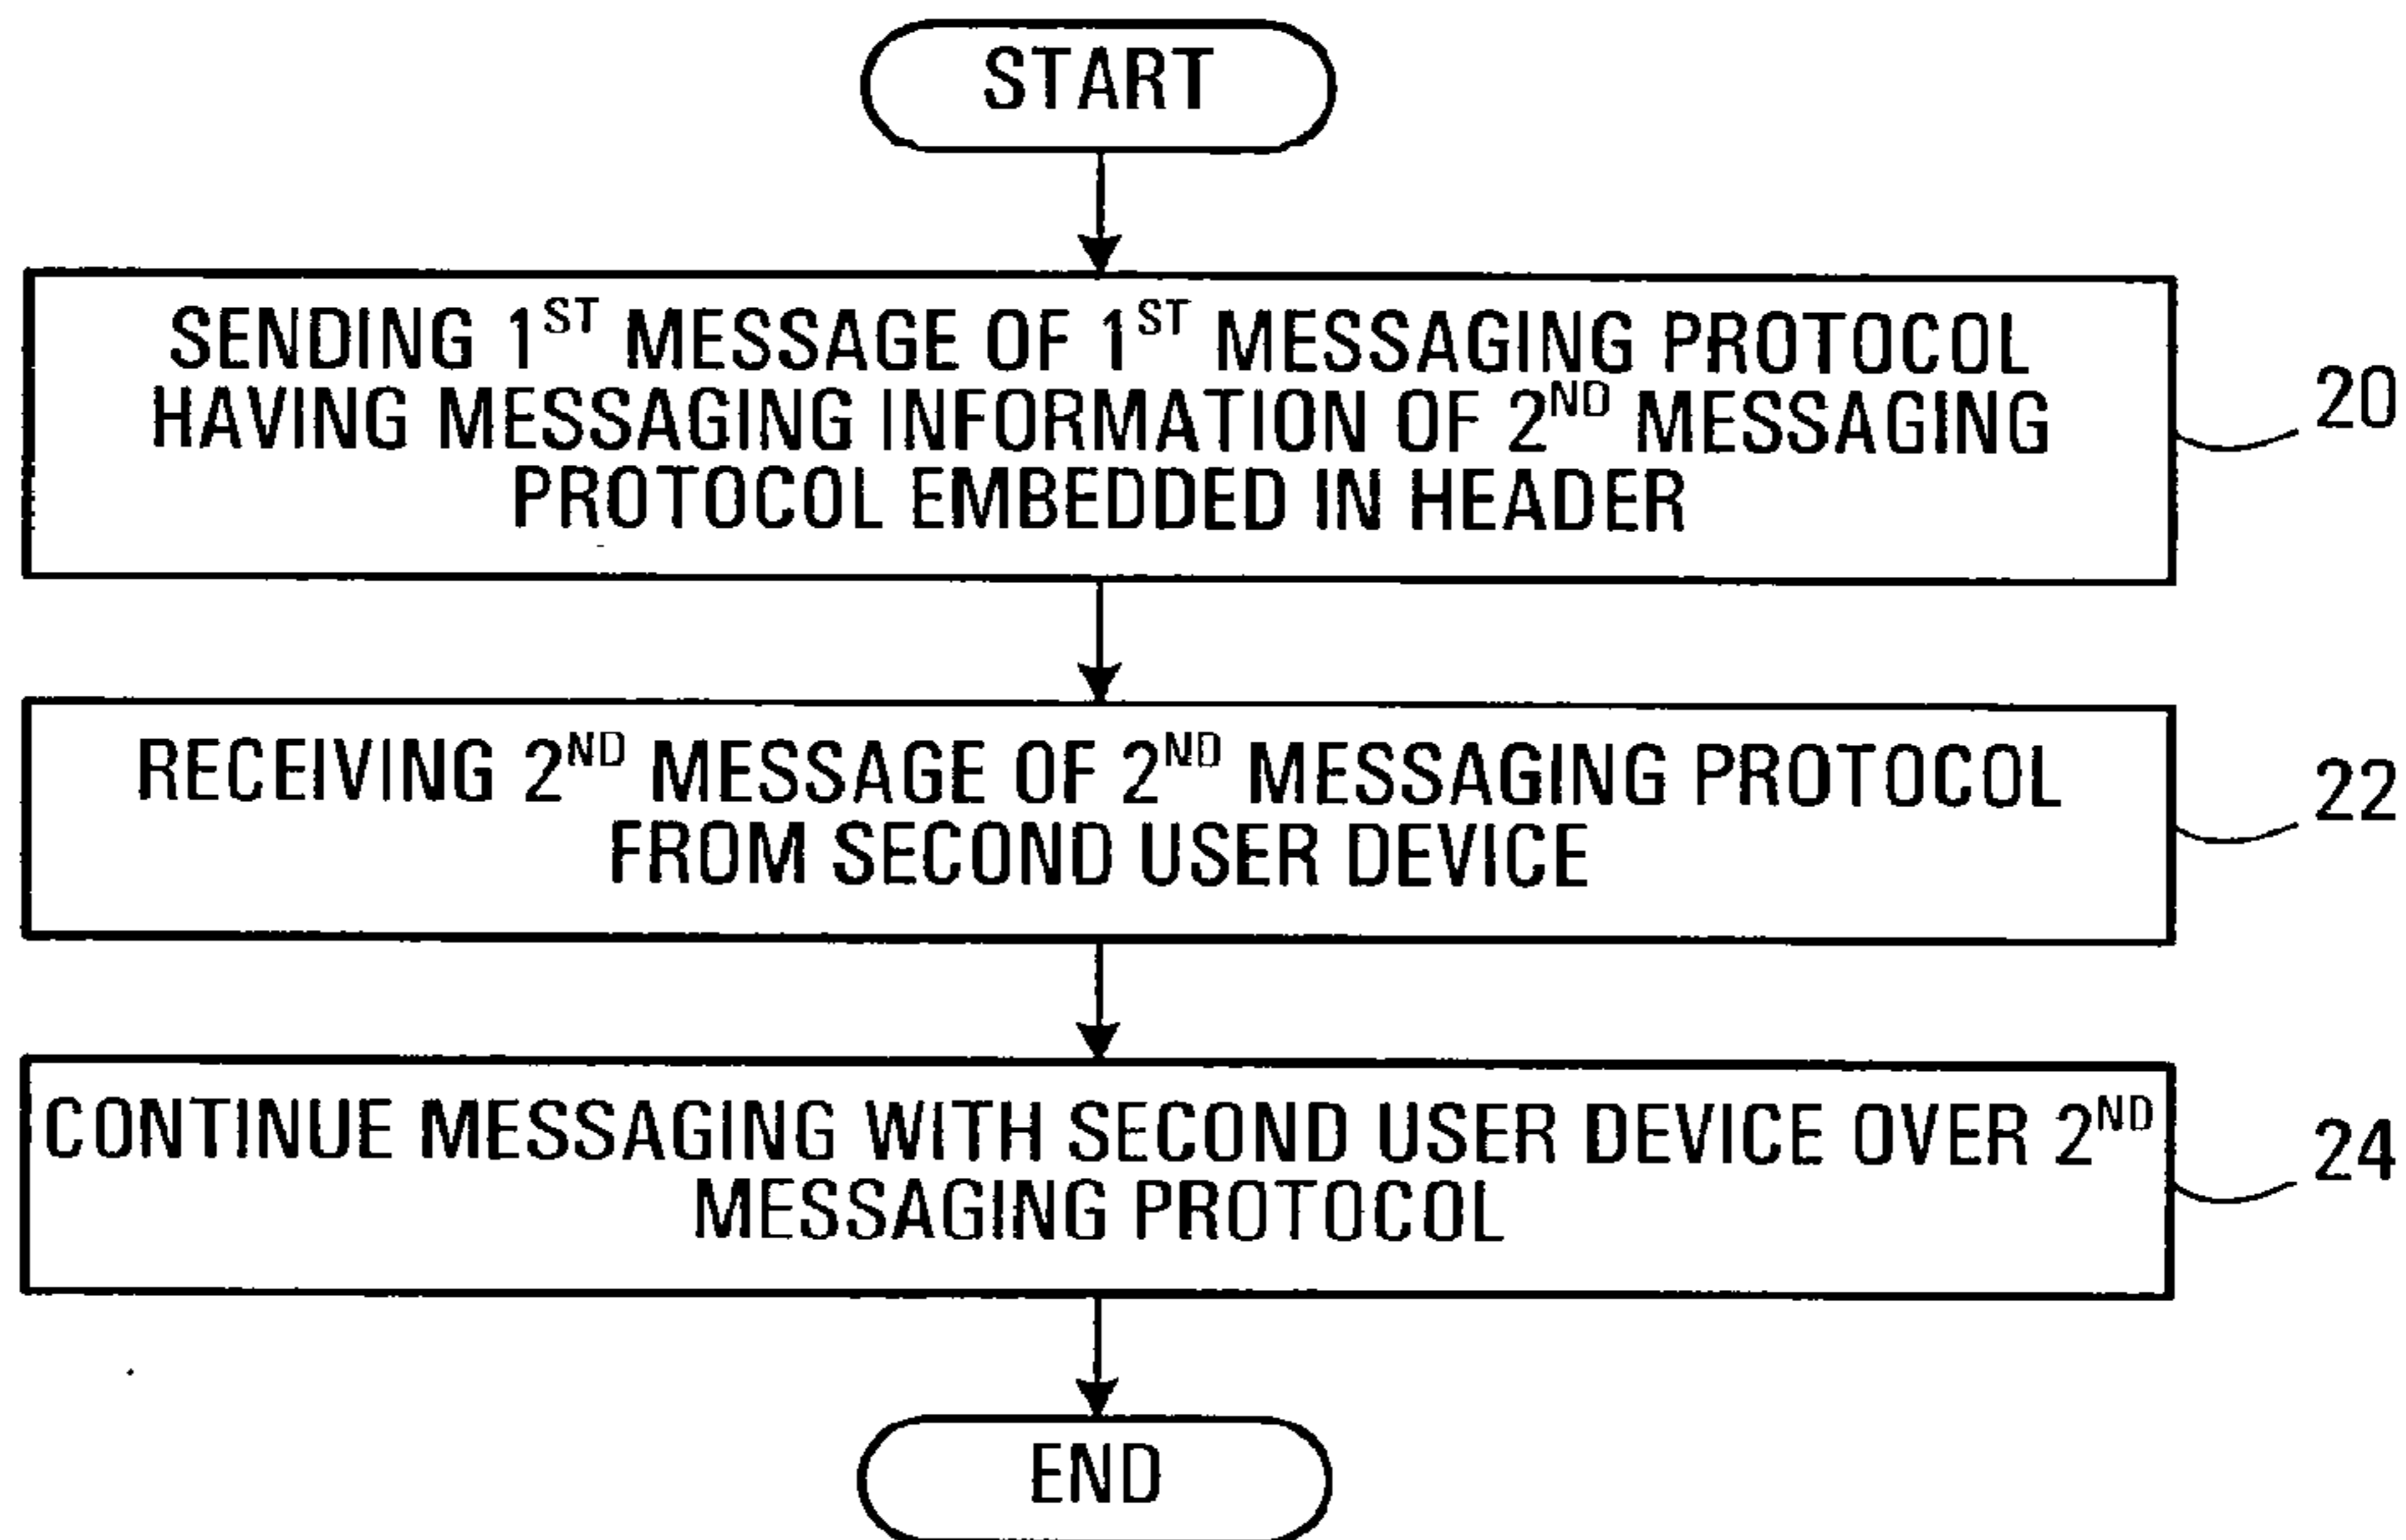 START
SENDING 1ST MESSAGE OF 1ST MESSAGING PROTOCOL
HAVING MESSAGING INFORMATION OF 2ND MESSAGING
PROTOCOL EMBEDDED IN HEADER
20
RECEIVING 2ND MESSAGE OF 2ND MESSAGING PROTOCOL
FROM SECOND USER DEVICE
22
CONTINUE MESSAGING WITH SECOND USER DEVICE OVER 2ND
MESSAGING PROTOCOL
24
END